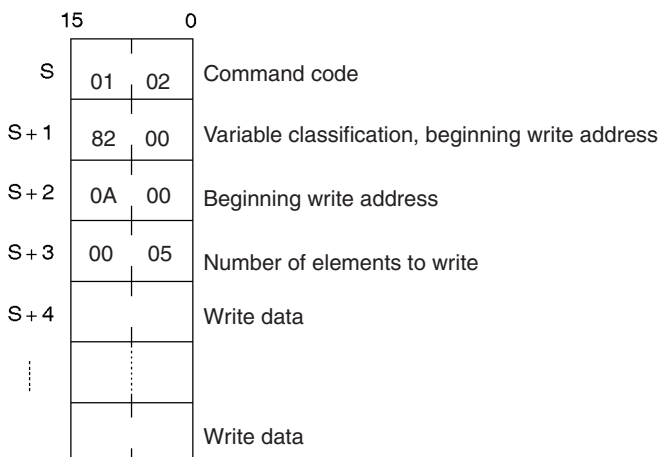 15 0
S 01 02 Command code
S+1 82 00 Variable classification, beginning write address
S+2 0A 00 Beginning write address
S+3 00 05 Number of elements to write
S+4 Write data
Write data